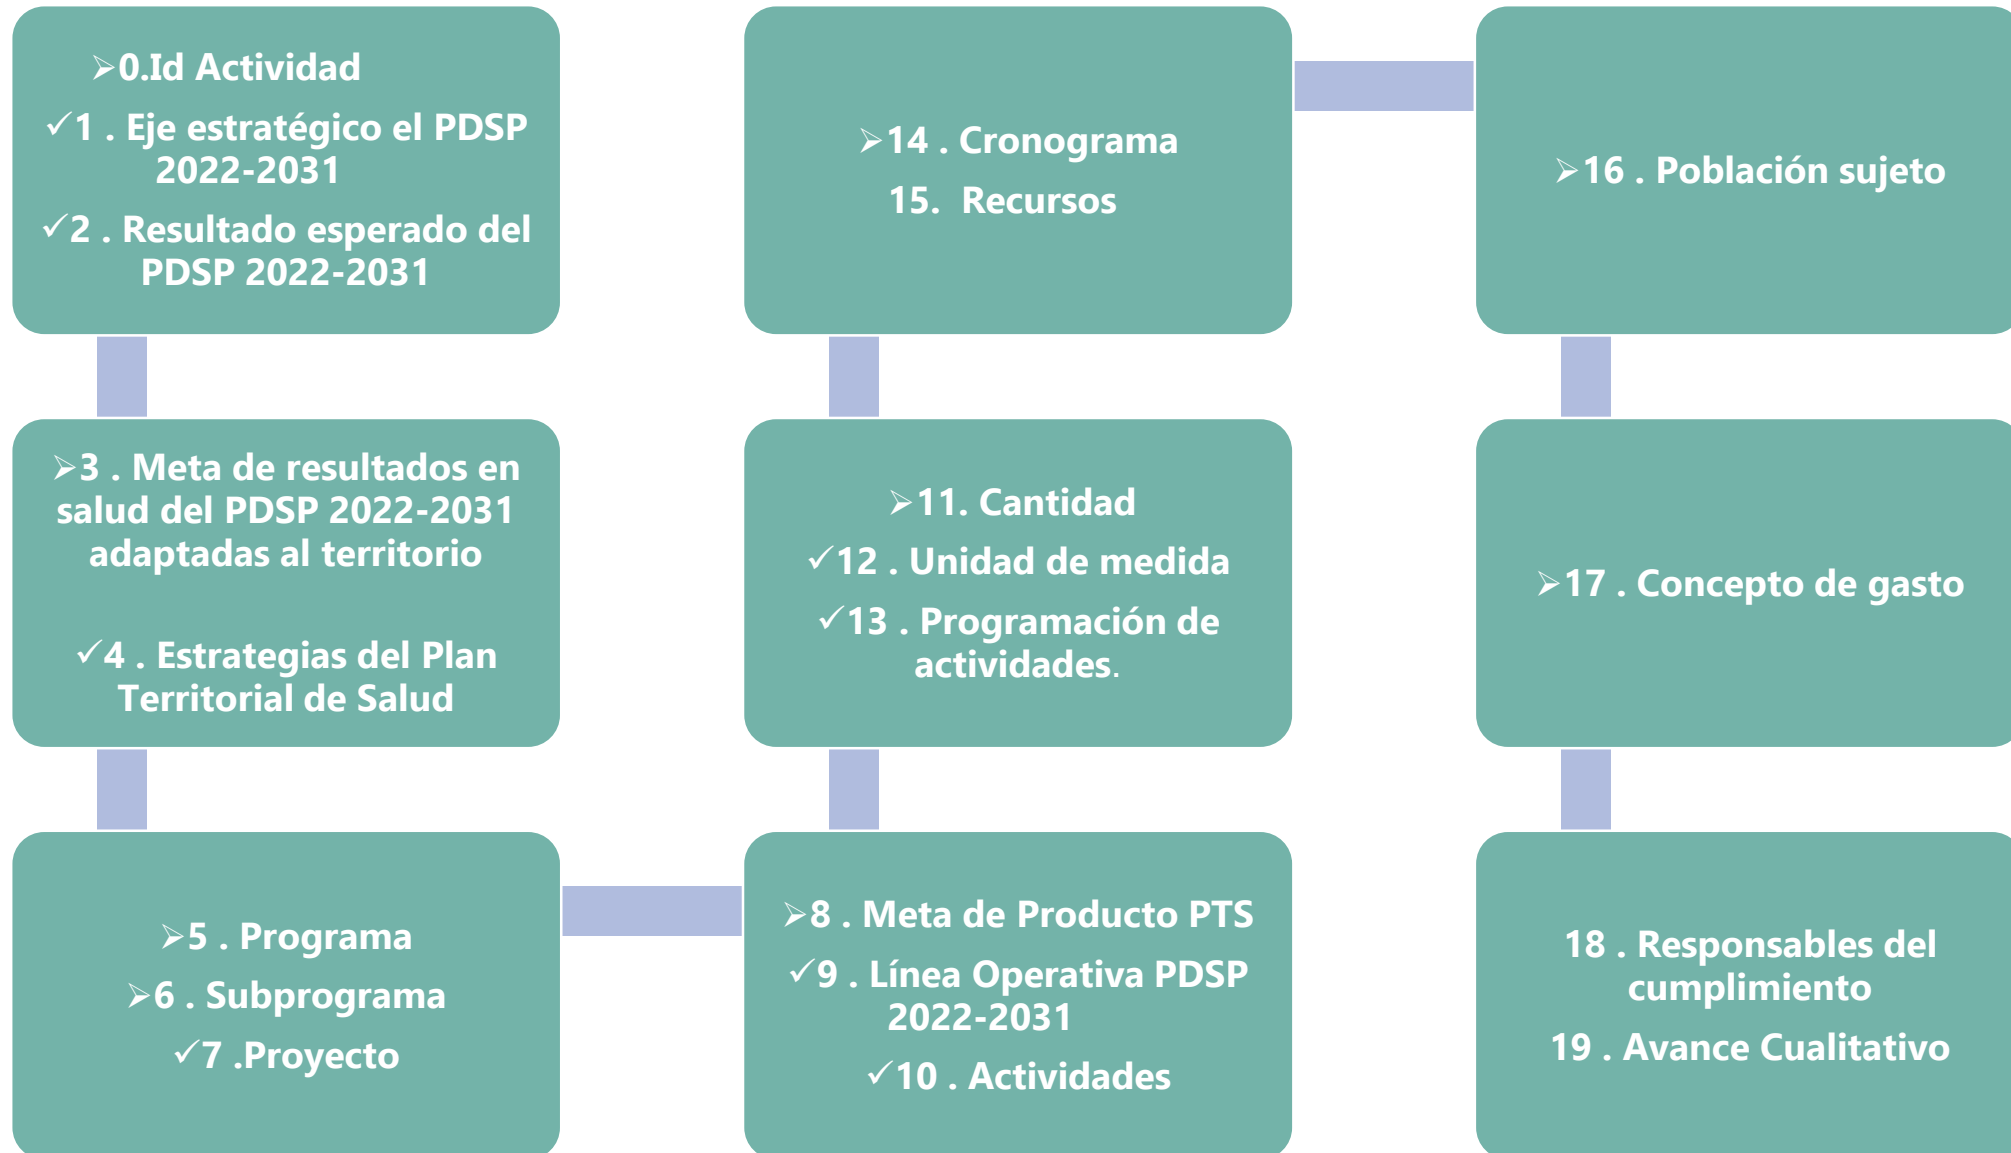 ➢0.Id Actividad
✓1 . Eje estratégico el PDSP
2022-2031
✓2 . Resultado esperado del
PDSP 2022-2031
➢3 . Meta de resultados en
salud del PDSP 2022-2031
adaptadas al territorio
✓4 . Estrategias del Plan
Territorial de Salud
➢5 . Programa
➢6 . Subprograma
✓7 .Proyecto
➢8 . Meta de Producto PTS
✓9 . Línea Operativa PDSP
2022-2031
✓10 . Actividades
➢11. Cantidad
✓12 . Unidad de medida
✓13 . Programación de
actividades.
➢14 . Cronograma
15. Recursos
➢16 . Población sujeto
➢17 . Concepto de gasto
18 . Responsables del
cumplimiento
19 . Avance Cualitativo